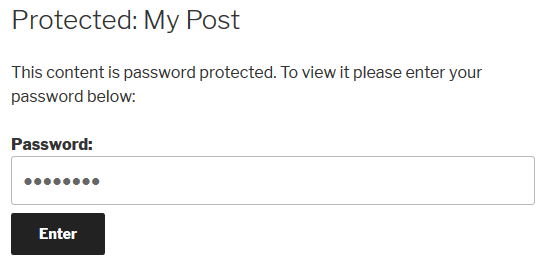 Protected: My Post
This content is password protected. To view it please enter your
password below:
Password:
••••••••
Enter